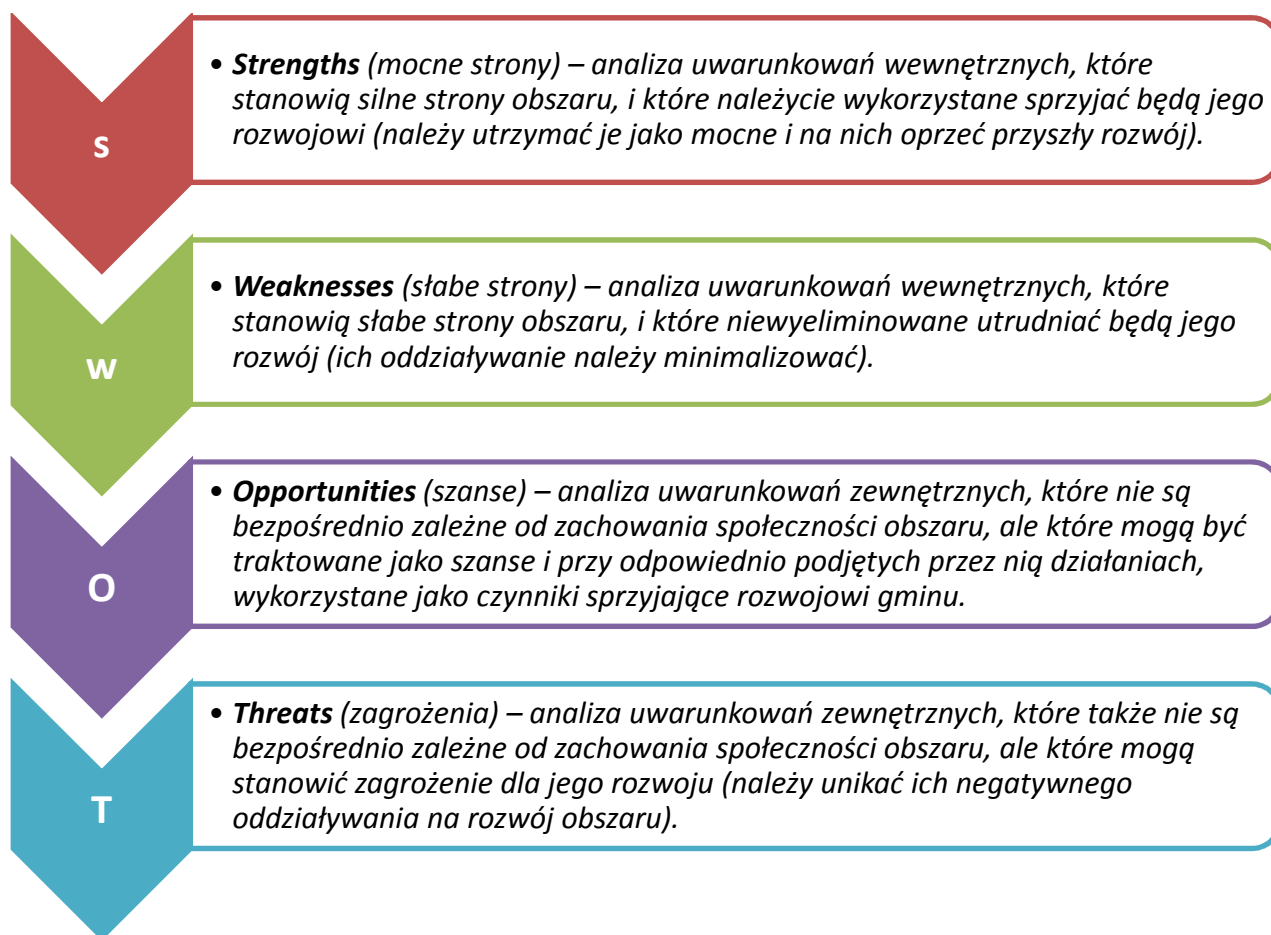 s
• Strengths (mocne strony) – analiza uwarunkowań wewnętrznych, które
stanowią silne strony obszaru, i które należycie wykorzystane sprzyjać będą jego
rozwojowi (należy utrzymać je jako mocne i na nich oprzeć przyszły rozwój).
w
• Weaknesses (słabe strony) – analiza uwarunkowań wewnętrznych, które
stanowią słabe strony obszaru, i które niewyeliminowane utrudniać będą jego
rozwój (ich oddziaływanie należy minimalizować).
O
• Opportunities (szanse) – analiza uwarunkowań zewnętrznych, które nie są
bezpośrednio zależne od zachowania społeczności obszaru, ale które mogą być
traktowane jako szanse i przy odpowiednio podjętych przez nią działaniach,
wykorzystane jako czynniki sprzyjające rozwojowi gminu.
T
• Threats (zagrożenia) – analiza uwarunkowań zewnętrznych, które także nie są
bezpośrednio zależne od zachowania społeczności obszaru, ale które mogą
stanowić zagrożenie dla jego rozwoju (należy unikać ich negatywnego
oddziaływania na rozwój obszaru).